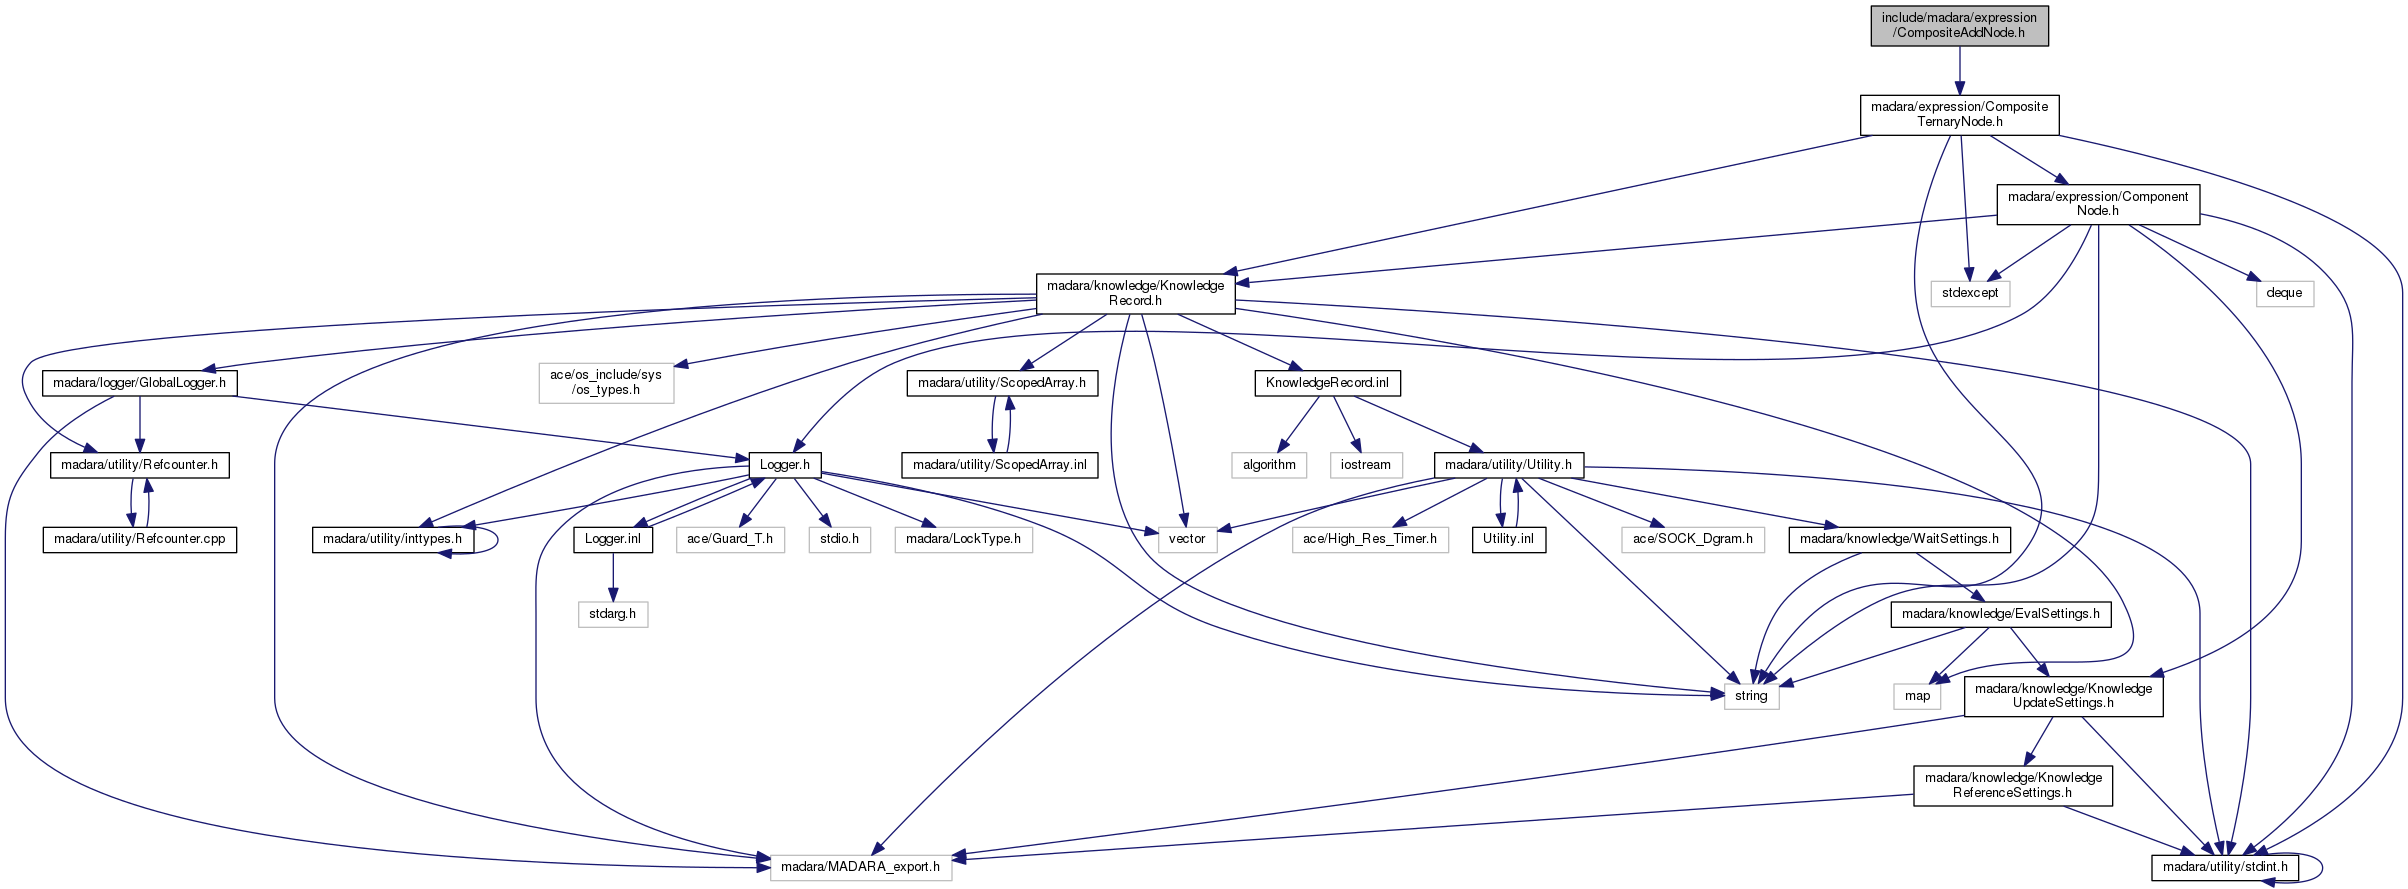 include/madara/expression
/CompositeAddNode.h
madara/expression/Composite
TernaryNode.h
madara/expression/Component
Node.h
madara/knowledge/Knowledge
Record.h
stdexcept
deque
ace/os_include/sys
/os_types.h
madara/logger/GlobalLogger.h
madara/utility/ScopedArray.h
KnowledgeRecord.inl
madara/utility/Refcounter.h
Logger.h
madara/utility/ScopedArray.inl
algorithm
iostream
madara/utility/Utility.h
madara/utility/Refcounter.cpp
madara/utility/inttypes.h
Logger.inl
ace/Guard_T.h
stdio.h
madara/LockType.h
vector
ace/High_Res_Timer.h
Utility.inl
ace/SOCK_Dgram.h
madara/knowledge/WaitSettings.h
stdarg.h
madara/knowledge/EvalSettings.h
string
map
madara/knowledge/Knowledge
UpdateSettings.h
madara/knowledge/Knowledge
ReferenceSettings.h
madara/MADARA_export.h
madara/utility/stdint.h